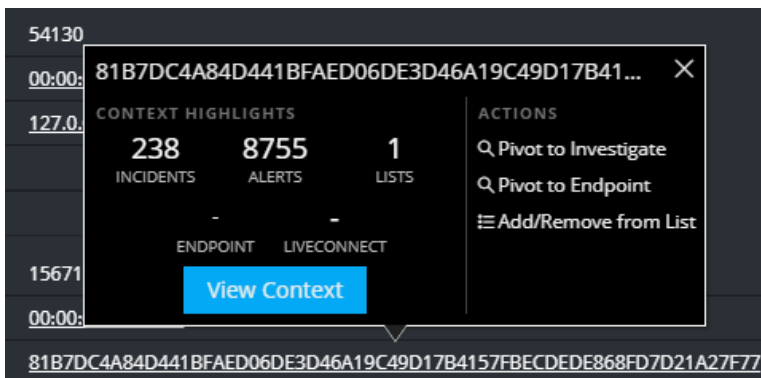 54130
00:00:
127.0.
81B7DC4A84D441BFAED06DE3D46A19C49D17B41...
CONTEXT HIGHLIGHTS
238 8755 1
INCIDENTS ALERTS LISTS
- -
ENDPOINT LIVECONNECT
View Context
ACTIONS
Pivot to Investigate
Pivot to Endpoint
Add/Remove from List
15671
00:00:
81B7DC4A84D441BFAED06DE3D46A19C49D17B4157FBECDEDE868FD7D21A27F77